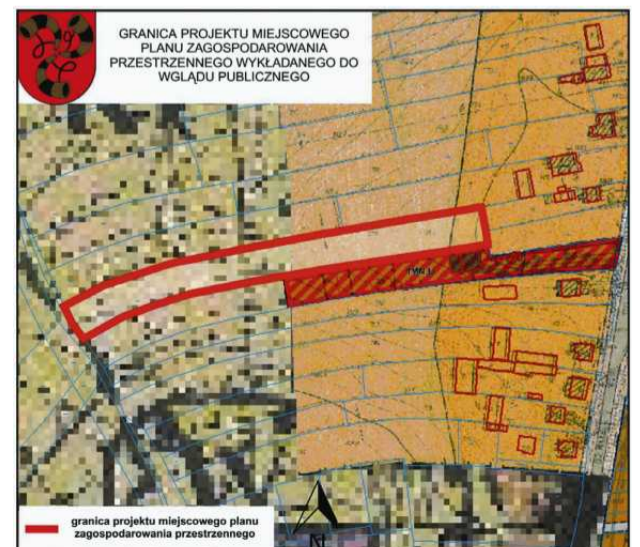 GRANICA PROJEKTU MIEJSCOWEGO
PLANU ZAGOSPODAROWANIA
PRZESTRZENNEGO WYKŁADANEGO DO
WGLĄDU PUBLICZNEGO
granica projektu miejscowego planu
zagospodarowania przestrzennego
N